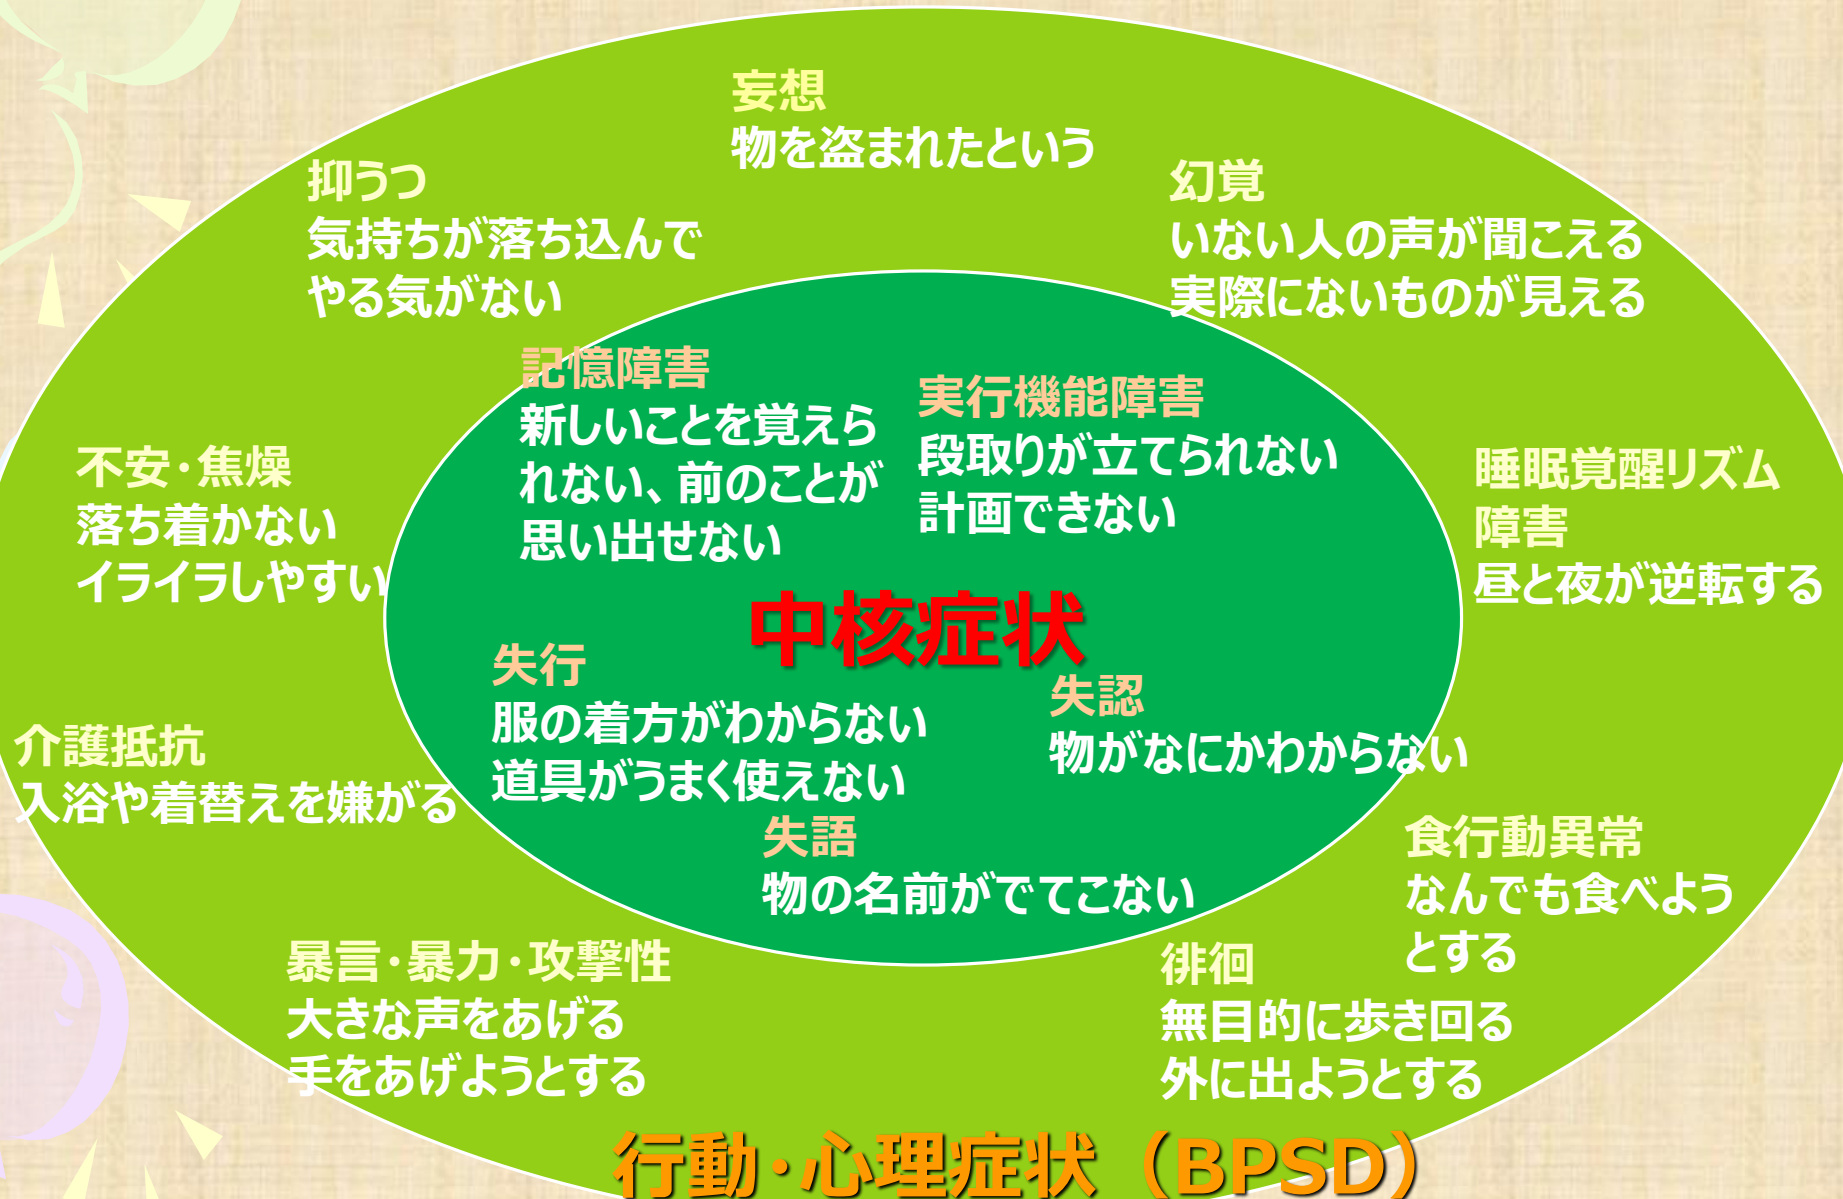 妄想
物を盗まれたという
抑うつ
気持ちが落ち込んで
やる気がない
幻覚
いない人の声が聞こえる
実際にないものが見える
記憶障害
新しいことを覚えら
れない、前のことが
思い出せない
実行機能障害
段取りが立てられない
計画できない
不安・焦燥
落ち着かない
イライラしやすい
睡眠覚醒リズム
障害
昼と夜が逆転する
中核症状
失行
服の着方がわからない
道具がうまく使えない
失認
物がなにかわからない
介護抵抗
入浴や着替えを嫌がる
失語
物の名前がでてこない
食行動異常
なんでも食べよう
とする
暴言・暴力・攻撃性
大きな声をあげる
手をあげようとする
徘徊
無目的に歩き回る
外に出ようとする
行動・心理症状（BPSD）